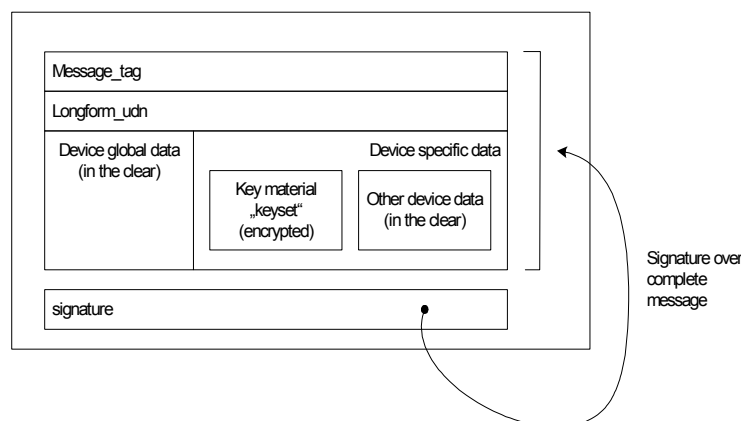 Message_tag
Longform_udn
Device global data
(in the clear)
Device specific data
Key material
„keyset“
(encrypted)
Other device data
(in the clear)
signature
Signature over
complete
message